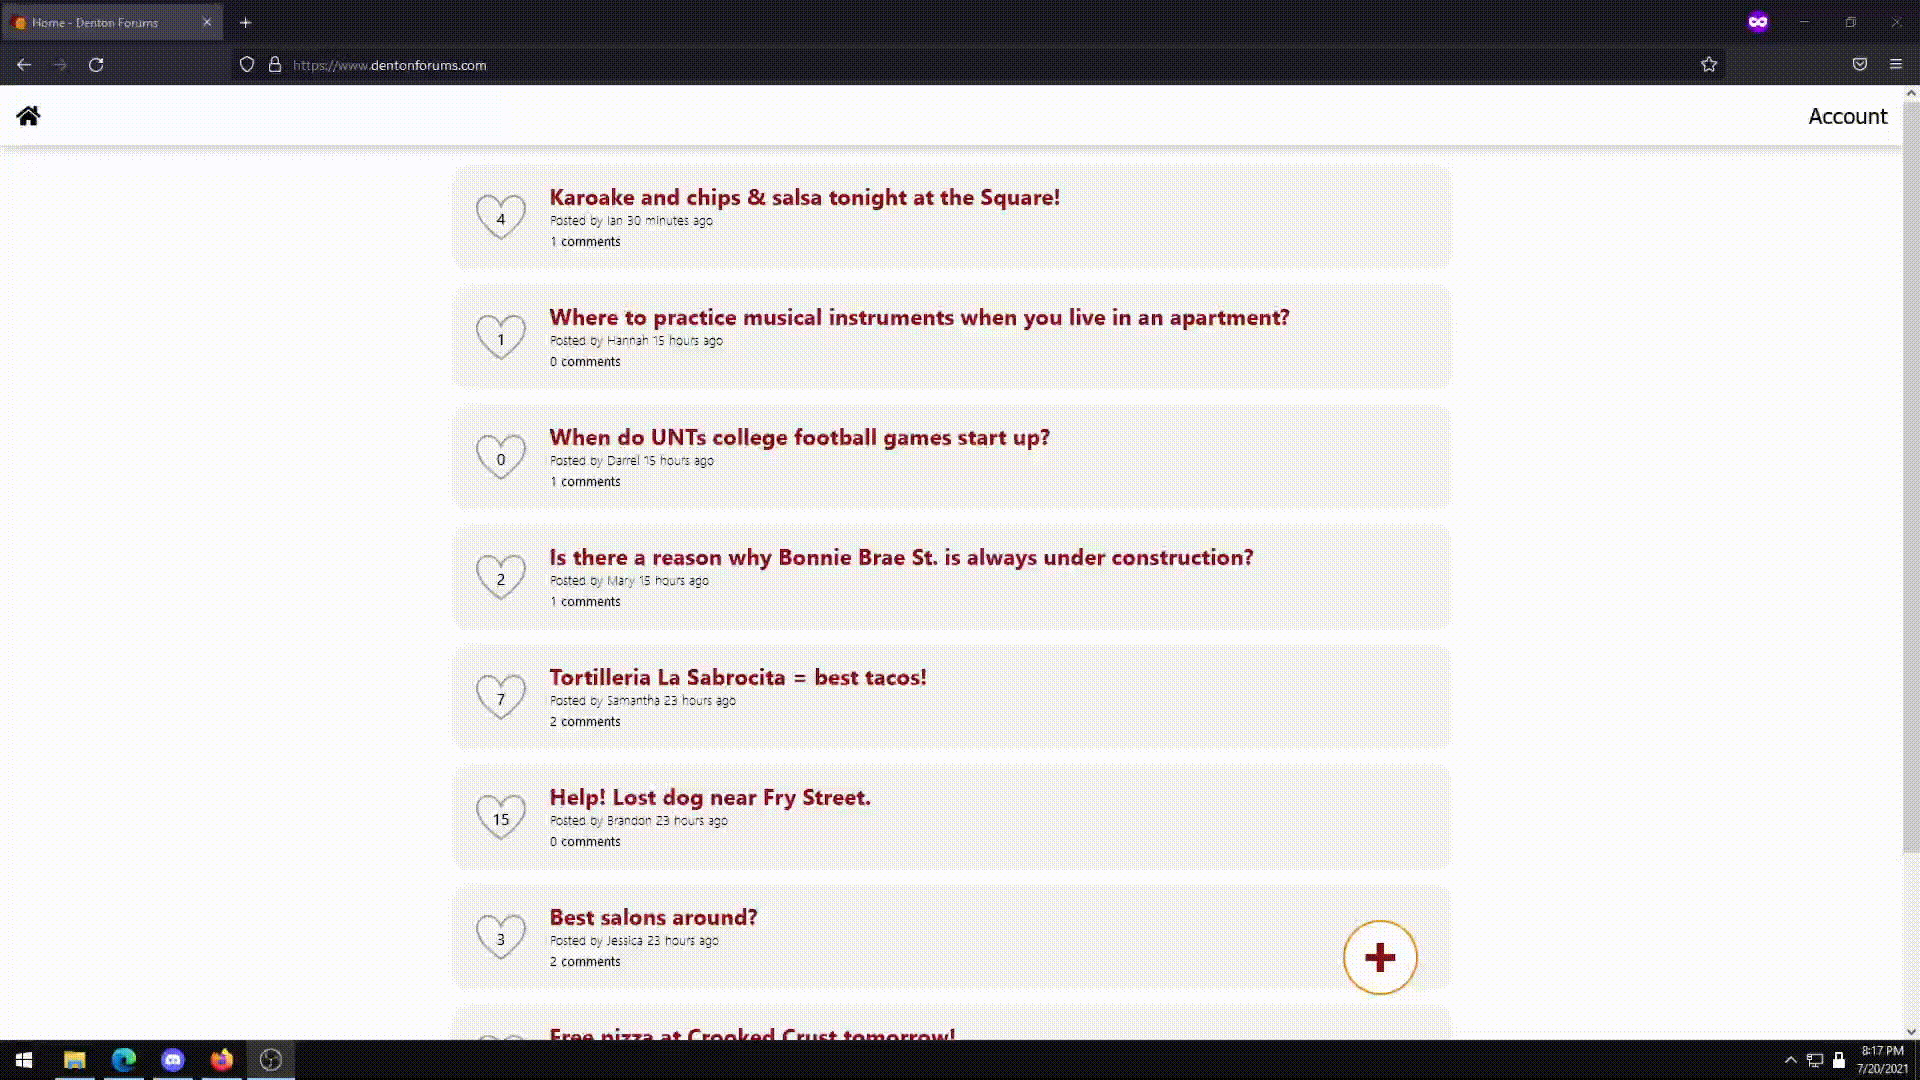 Home - Denton Forums
https://www.dentonforums.com
Account
4
Karoake and chips & salsa tonight at the Square!
Posted by Ian 30 minutes ago
1 comments
1
Where to practice musical instruments when you live in an apartment?
Posted by Hannah 15 hours ago
0 comments
0
When do UNTs college football games start up?
Posted by Darrel 15 hours ago
1 comments
2
Is there a reason why Bonnie Brae St. is always under construction?
Posted by Mary 15 hours ago
1 comments
7
Tortilleria La Sabrocita = best tacos!
Posted by Samantha 23 hours ago
2 comments
15
Help! Lost dog near Fry Street.
Posted by Brandon 23 hours ago
0 comments
3
Best salons around?
Posted by Jessica 23 hours ago
2 comments
Free pizza at Crooked Crust tomorrow!
8:17 PM
7/20/2021